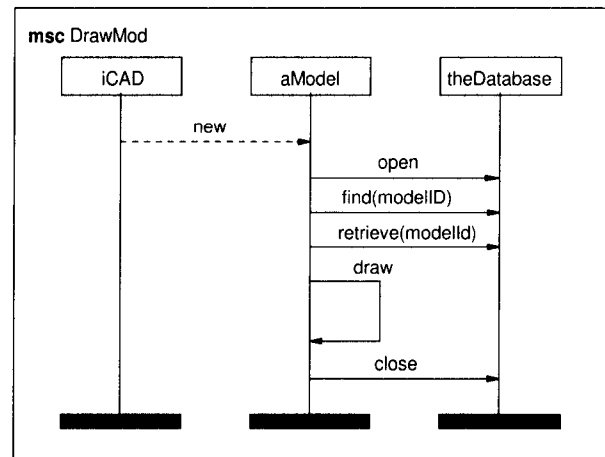 msc DrawMod
iCAD
aModel
theDatabase
new
open
find(modelID)
retrieve(modelId)
draw
close